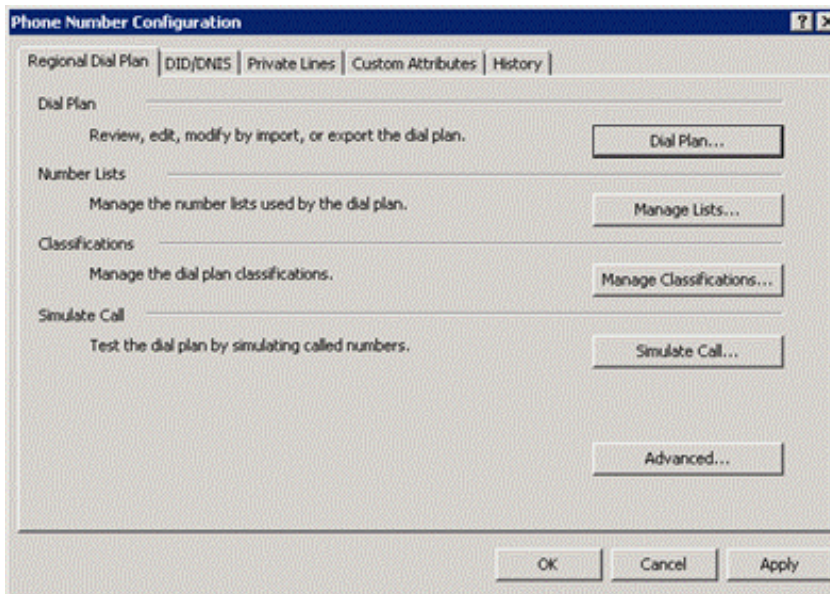 Phone Number Configuration
Regional Dial Plan DID/DNIS Private Lines Custom Attributes History
Dial Plan
Review, edit, modify by import, or export the dial plan. Dial Plan...
Number Lists
Manage the number lists used by the dial plan. Manage Lists...
Classifications
Manage the dial plan classifications. Manage Classifications...
Simulate Call
Test the dial plan by simulating called numbers. Simulate Call...
Advanced...
OK Cancel Apply